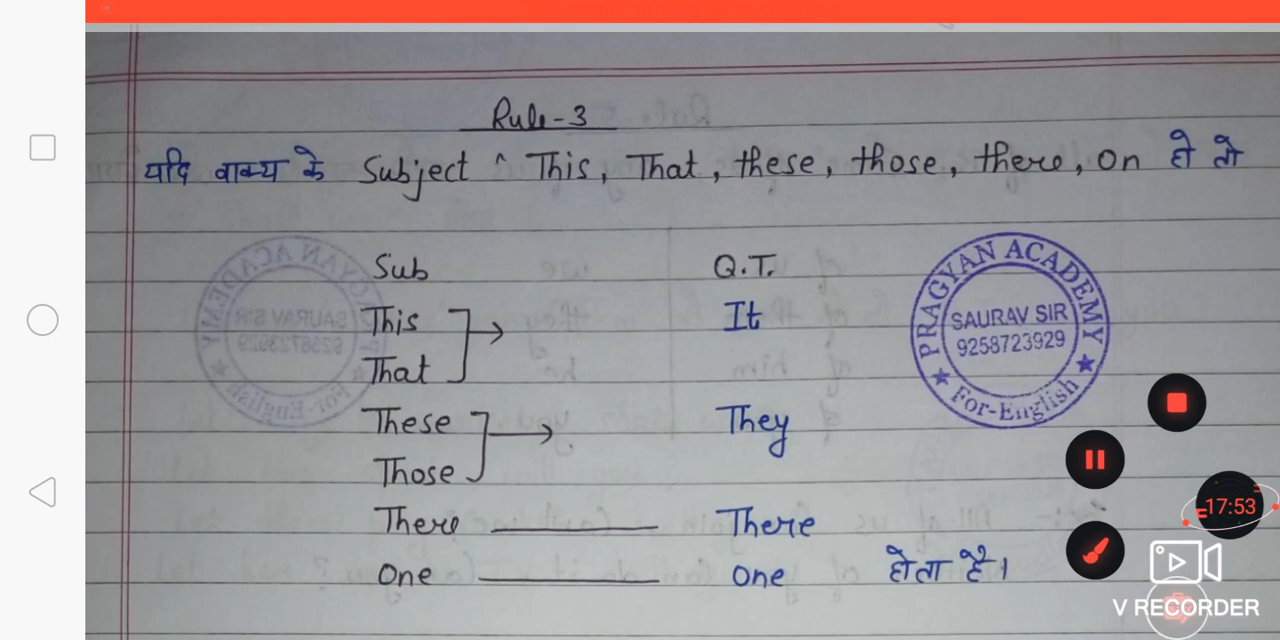 Rule-3
यदि वाक्य के Subject ^ This, That, these, those, there, on हो तो
Sub Q.T.
This It
That
These They
Those
There There
One One होता है।
PRAGYAN ACADEMY
SAURAV SIR
9258723929
For-English
17:53
V RECORDER